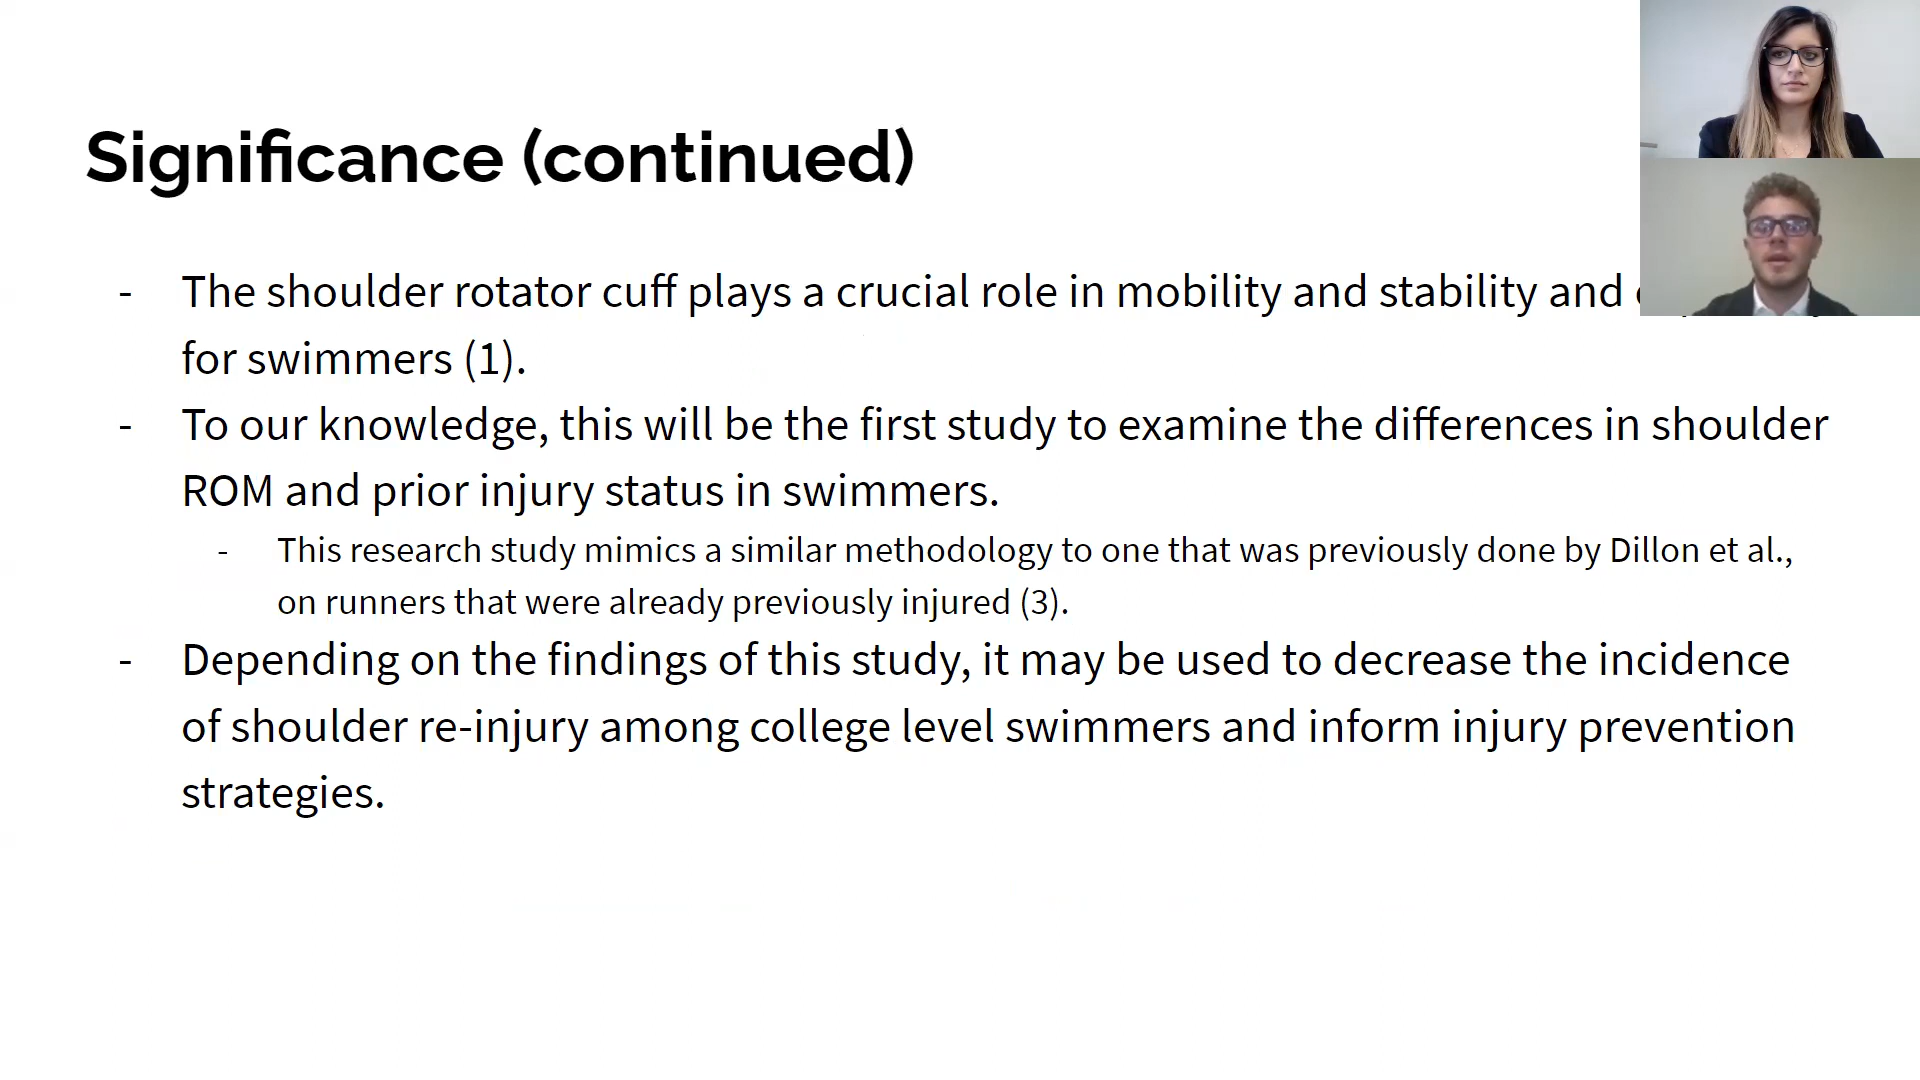 Significance (continued)
- The shoulder rotator cuff plays a crucial role in mobility and stability and
for swimmers (1).
- To our knowledge, this will be the first study to examine the differences in shoulder
ROM and prior injury status in swimmers.
- This research study mimics a similar methodology to one that was previously done by Dillon et al.,
on runners that were already previously injured (3).
- Depending on the findings of this study, it may be used to decrease the incidence
of shoulder re-injury among college level swimmers and inform injury prevention
strategies.